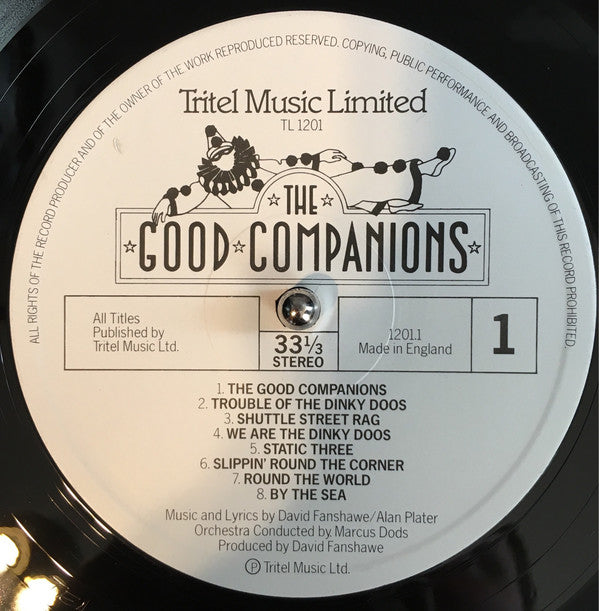 ALL RIGHTS OF THE RECORD PRODUCER AND OF THE OWNER OF THE WORK REPRODUCED RESERVED. COPYING, PUBLIC PERFORMANCE AND BROADCASTING OF THIS RECORD PROHIBITED.
Tritel Music Limited
TL 1201
THE
GOOD COMPANIONS
All Titles
Published by
Tritel Music Ltd.
33⅓
STEREO
1201.1
Made in England
1
1. THE GOOD COMPANIONS
2. TROUBLE OF THE DINKY DOOS
3. SHUTTLE STREET RAG
4. WE ARE THE DINKY DOOS
5. STATIC THREE
6. SLIPPIN' ROUND THE CORNER
7. ROUND THE WORLD
8. BY THE SEA
Music and Lyrics by David Fanshawe/Alan Plater
Orchestra Conducted by Marcus Dods
Produced by David Fanshawe
Ⓟ Tritel Music Ltd.